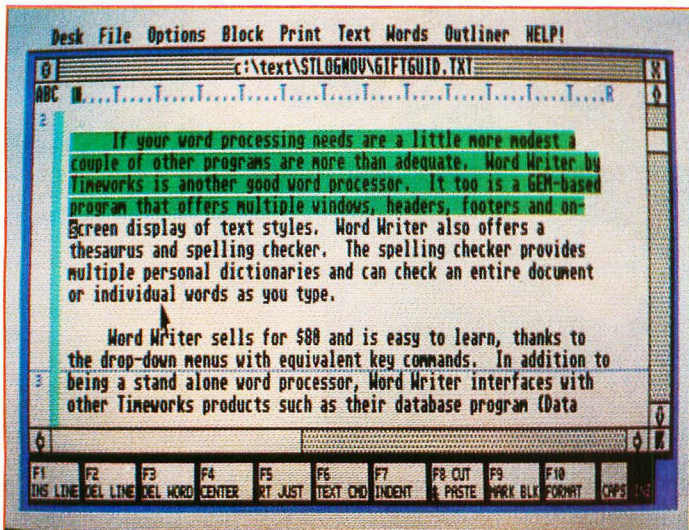 Desk File Options Block Print Text Words Outliner HELP!
c:\text\STLOGNOV\GIFTGUID.TXT
ABC T T T T T T T T T T T R
2
If your word processing needs are a little more modest a
couple of other programs are more than adequate. Word Writer by
Timeworks is another good word processor. It too is a GEM-based
program that offers multiple windows, headers, footers and on-
screen display of text styles. Word Writer also offers a
thesaurus and spelling checker. The spelling checker provides
multiple personal dictionaries and can check an entire document
or individual words as you type.
Word Writer sells for $80 and is easy to learn, thanks to
the drop-down menus with equivalent key commands. In addition to
3
being a stand alone word processor, Word Writer interfaces with
other Timeworks products such as their database program (Data
F1 F2 F3 F4 F5 F6 F7 F8 CUT F9 F10
INS LINE DEL LINE DEL WORD CENTER RT JUST TEXT CMD INDENT & PASTE MARK BLK FORMAT CAPS INS